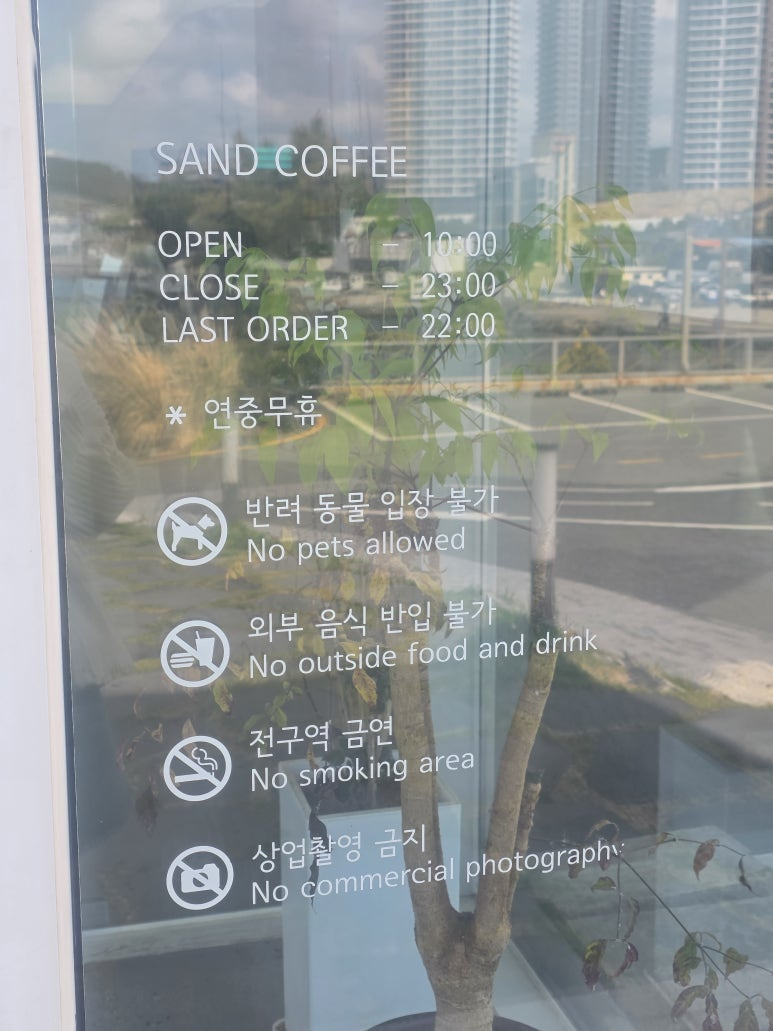 SAND COFFEE
OPEN - 10:00
CLOSE - 23:00
LAST ORDER - 22:00
* 연중무휴
반려 동물 입장 불가
No pets allowed
외부 음식 반입 불가
No outside food and drink
전구역 금연
No smoking area
상업촬영 금지
No commercial photography